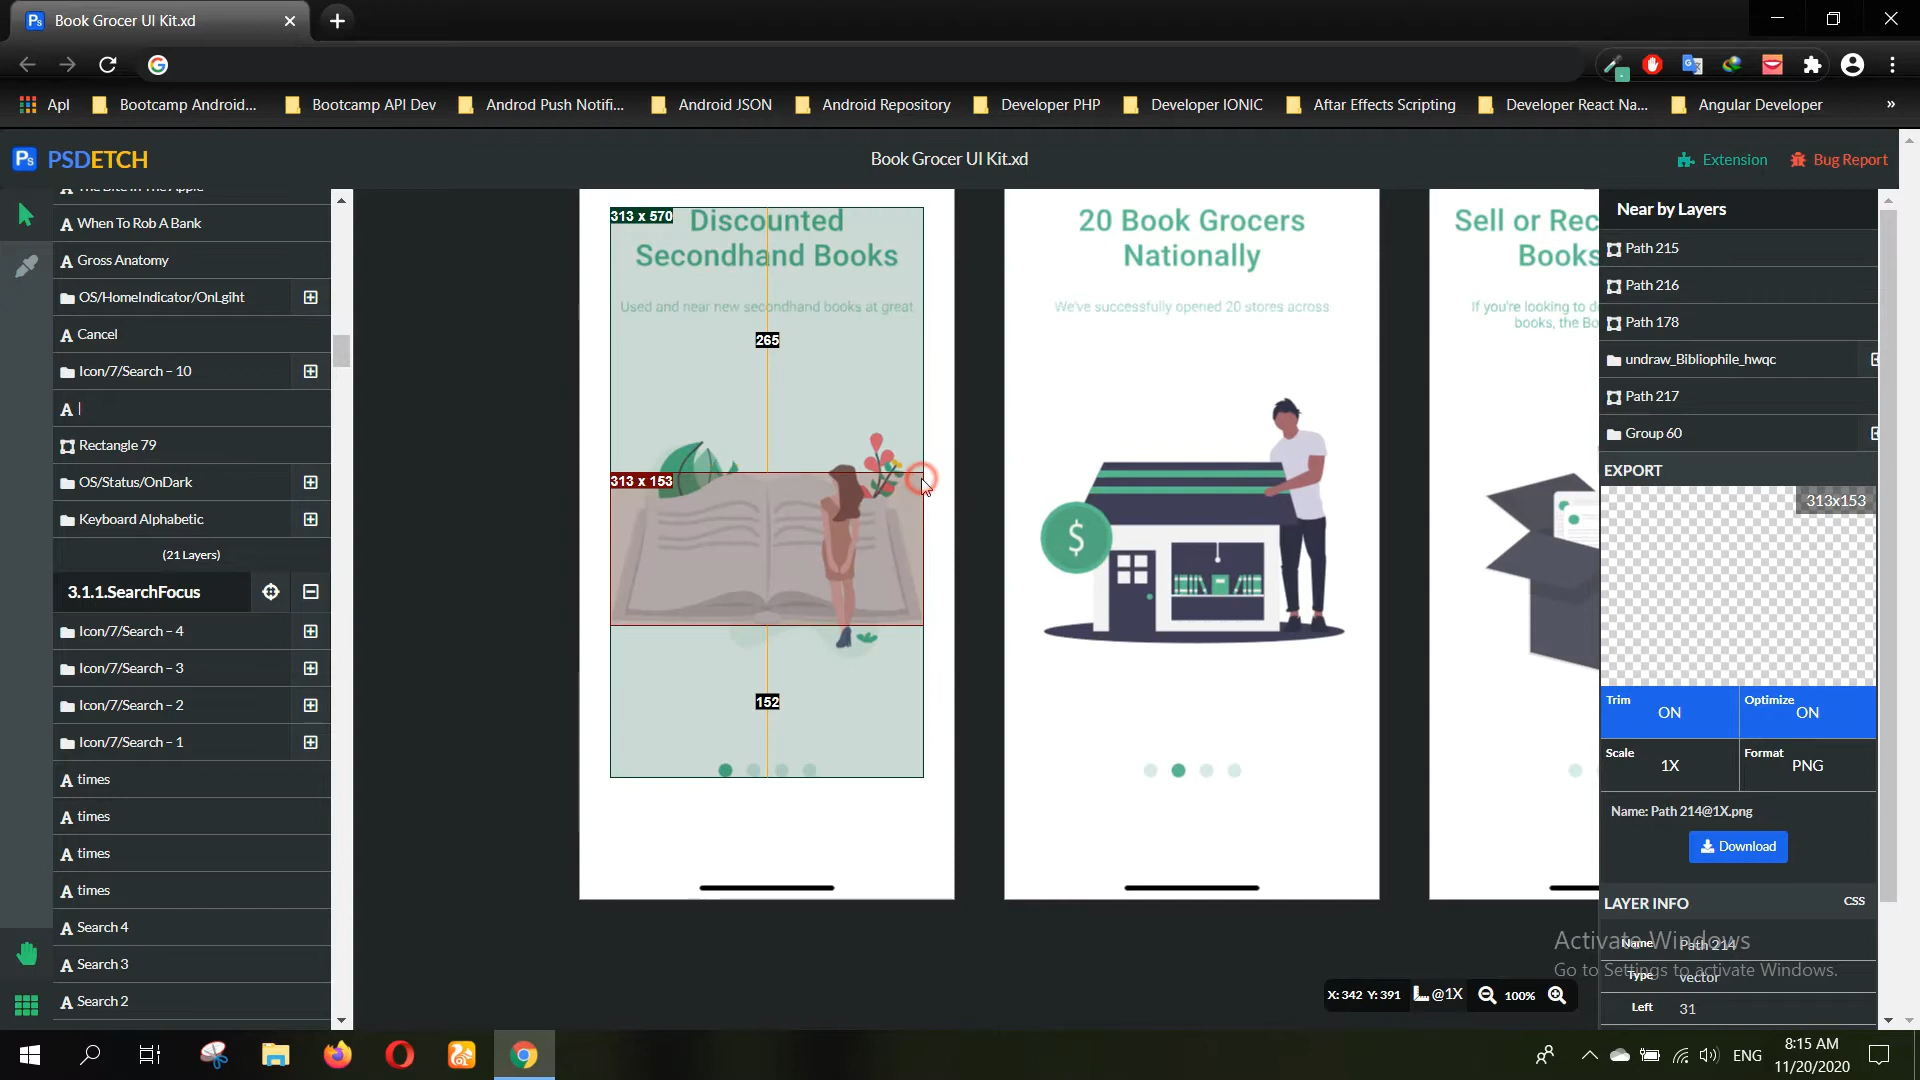 Book Grocer UI Kit.xd
Apl
Bootcamp Android...
Bootcamp API Dev
Androd Push Notifi...
Android JSON
Android Repository
Developer PHP
Developer IONIC
Aftar Effects Scripting
Developer React Na...
Angular Developer
»
Ps PSDETCH
Book Grocer UI Kit.xd
Extension
Bug Report
The Bite In The Apple
When To Rob A Bank
Gross Anatomy
OS/HomeIndicator/OnLgiht
Cancel
Icon/7/Search – 10
|
Rectangle 79
OS/Status/OnDark
Keyboard Alphabetic
(21 Layers)
3.1.1.SearchFocus
Icon/7/Search – 4
Icon/7/Search – 3
Icon/7/Search – 2
Icon/7/Search – 1
times
times
times
times
Search 4
Search 3
Search 2
313 x 570
Discounted
Secondhand Books
Used and near new secondhand books at great
265
313 x 153
152
20 Book Grocers
Nationally
We've successfully opened 20 stores across
$
Sell or Rec
Books
If you're looking to d
books, the Bo
X: 342 Y: 391
@1X
100%
Near by Layers
Path 215
Path 216
Path 178
undraw_Bibliophile_hwqc
Path 217
Group 60
EXPORT
313x153
Trim
ON
Optimize
ON
Scale
1X
Format
PNG
Name: Path 214@1X.png
Download
LAYER INFO
CSS
Name
Path 214
Type
vector
Left
31
Activate Windows
Go to Settings to activate Windows.
ENG
8:15 AM
11/20/2020